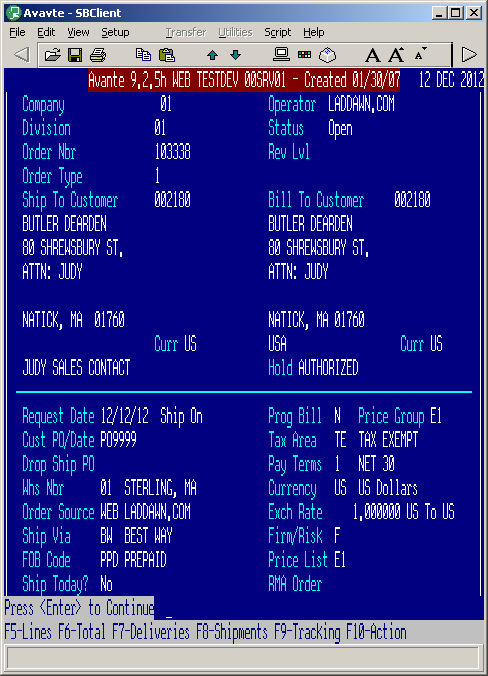 Avavte - SBClient
File Edit View Setup Transfer Utilities Script Help
A A A
Avante 9.2.5h WEB TESTDEV 00SRV01 - Created 01/30/07 12 DEC 2012
Company 01 Operator LADDAWN.COM
Division 01 Status Open
Order Nbr 103338 Rev Lvl
Order Type 1
Ship To Customer 002180 Bill To Customer 002180
BUTLER DEARDEN BUTLER DEARDEN
80 SHREWSBURY ST. 80 SHREWSBURY ST.
ATTN: JUDY ATTN: JUDY
NATICK, MA 01760 NATICK, MA 01760
Curr US USA Curr US
JUDY SALES CONTACT Hold AUTHORIZED
Request Date 12/12/12 Ship On Prog Bill N Price Group E1
Cust PO/Date PO9999 Tax Area TE TAX EXEMPT
Drop Ship PO Pay Terms 1 NET 30
Whs Nbr 01 STERLING, MA Currency US US Dollars
Order Source WEB LADDAWN.COM Exch Rate 1.000000 US To US
Ship Via BW BEST WAY Firm/Risk F
FOB Code PPD PREPAID Price List E1
Ship Today? No RMA Order
Press <Enter> to Continue _
F5-Lines F6-Total F7-Deliveries F8-Shipments F9-Tracking F10-Action